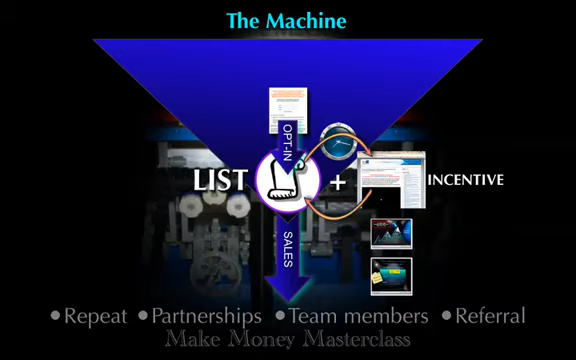 The Machine
OPT-IN
LIST + INCENTIVE
SALES
•Repeat •Partnerships •Team members •Referral
Make Money Masterclass